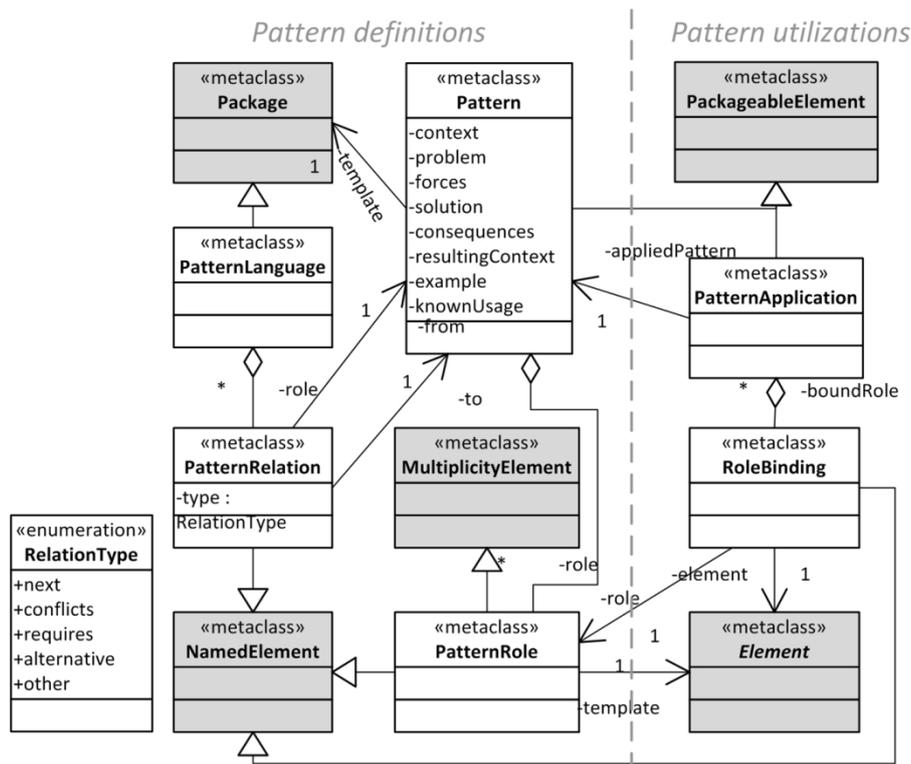 Pattern definitions
Pattern utilizations
«metaclass»
Package
1
«metaclass»
Pattern
-context
-problem
-forces
-solution
-consequences
-resultingContext
-example
-knownUsage
-from
«metaclass»
PackageableElement
-template
«metaclass»
PatternLanguage
-appliedPattern
«metaclass»
PatternApplication
1
1
*
-role
1
-to
*
-boundRole
«metaclass»
PatternRelation
-type :
RelationType
«metaclass»
MultiplicityElement
«metaclass»
RoleBinding
«enumeration»
RelationType
+next
+conflicts
+requires
+alternative
+other
*
-role
-element
1
-role
1
«metaclass»
NamedElement
«metaclass»
PatternRole
«metaclass»
Element
1
-template